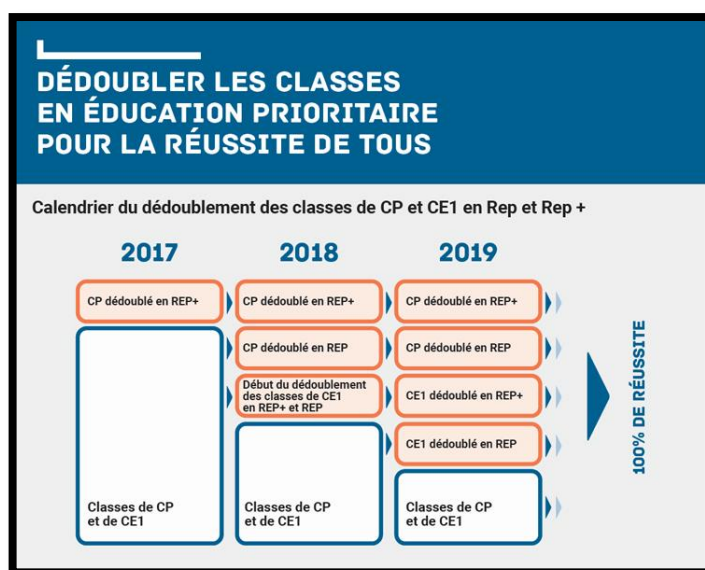 DÉDOUBLER LES CLASSES
EN ÉDUCATION PRIORITAIRE
POUR LA RÉUSSITE DE TOUS
Calendrier du dédoublement des classes de CP et CE1 en Rep et Rep +
2017
2018
2019
CP dédoublé en REP+
CP dédoublé en REP+
CP dédoublé en REP+
CP dédoublé en REP
CP dédoublé en REP
Début du dédoublement
des classes de CE1
en REP+ et REP
CE1 dédoublé en REP+
CE1 dédoublé en REP
Classes de CP
et de CE1
Classes de CP
et de CE1
Classes de CP
et de CE1
100% DE RÉUSSITE